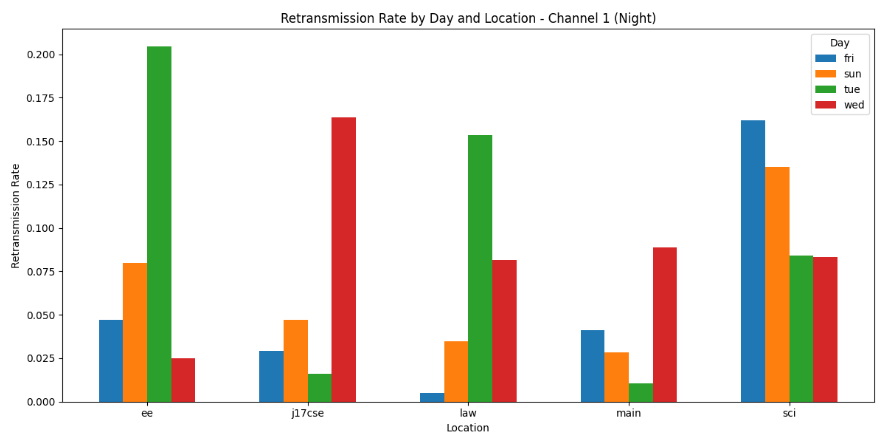 Retransmission Rate by Day and Location - Channel 1 (Night)
Day
fri
sun
tue
wed
Retransmission Rate
0.200
0.175
0.150
0.125
0.100
0.075
0.050
0.025
0.000
ee
j17cse
law
main
sci
Location